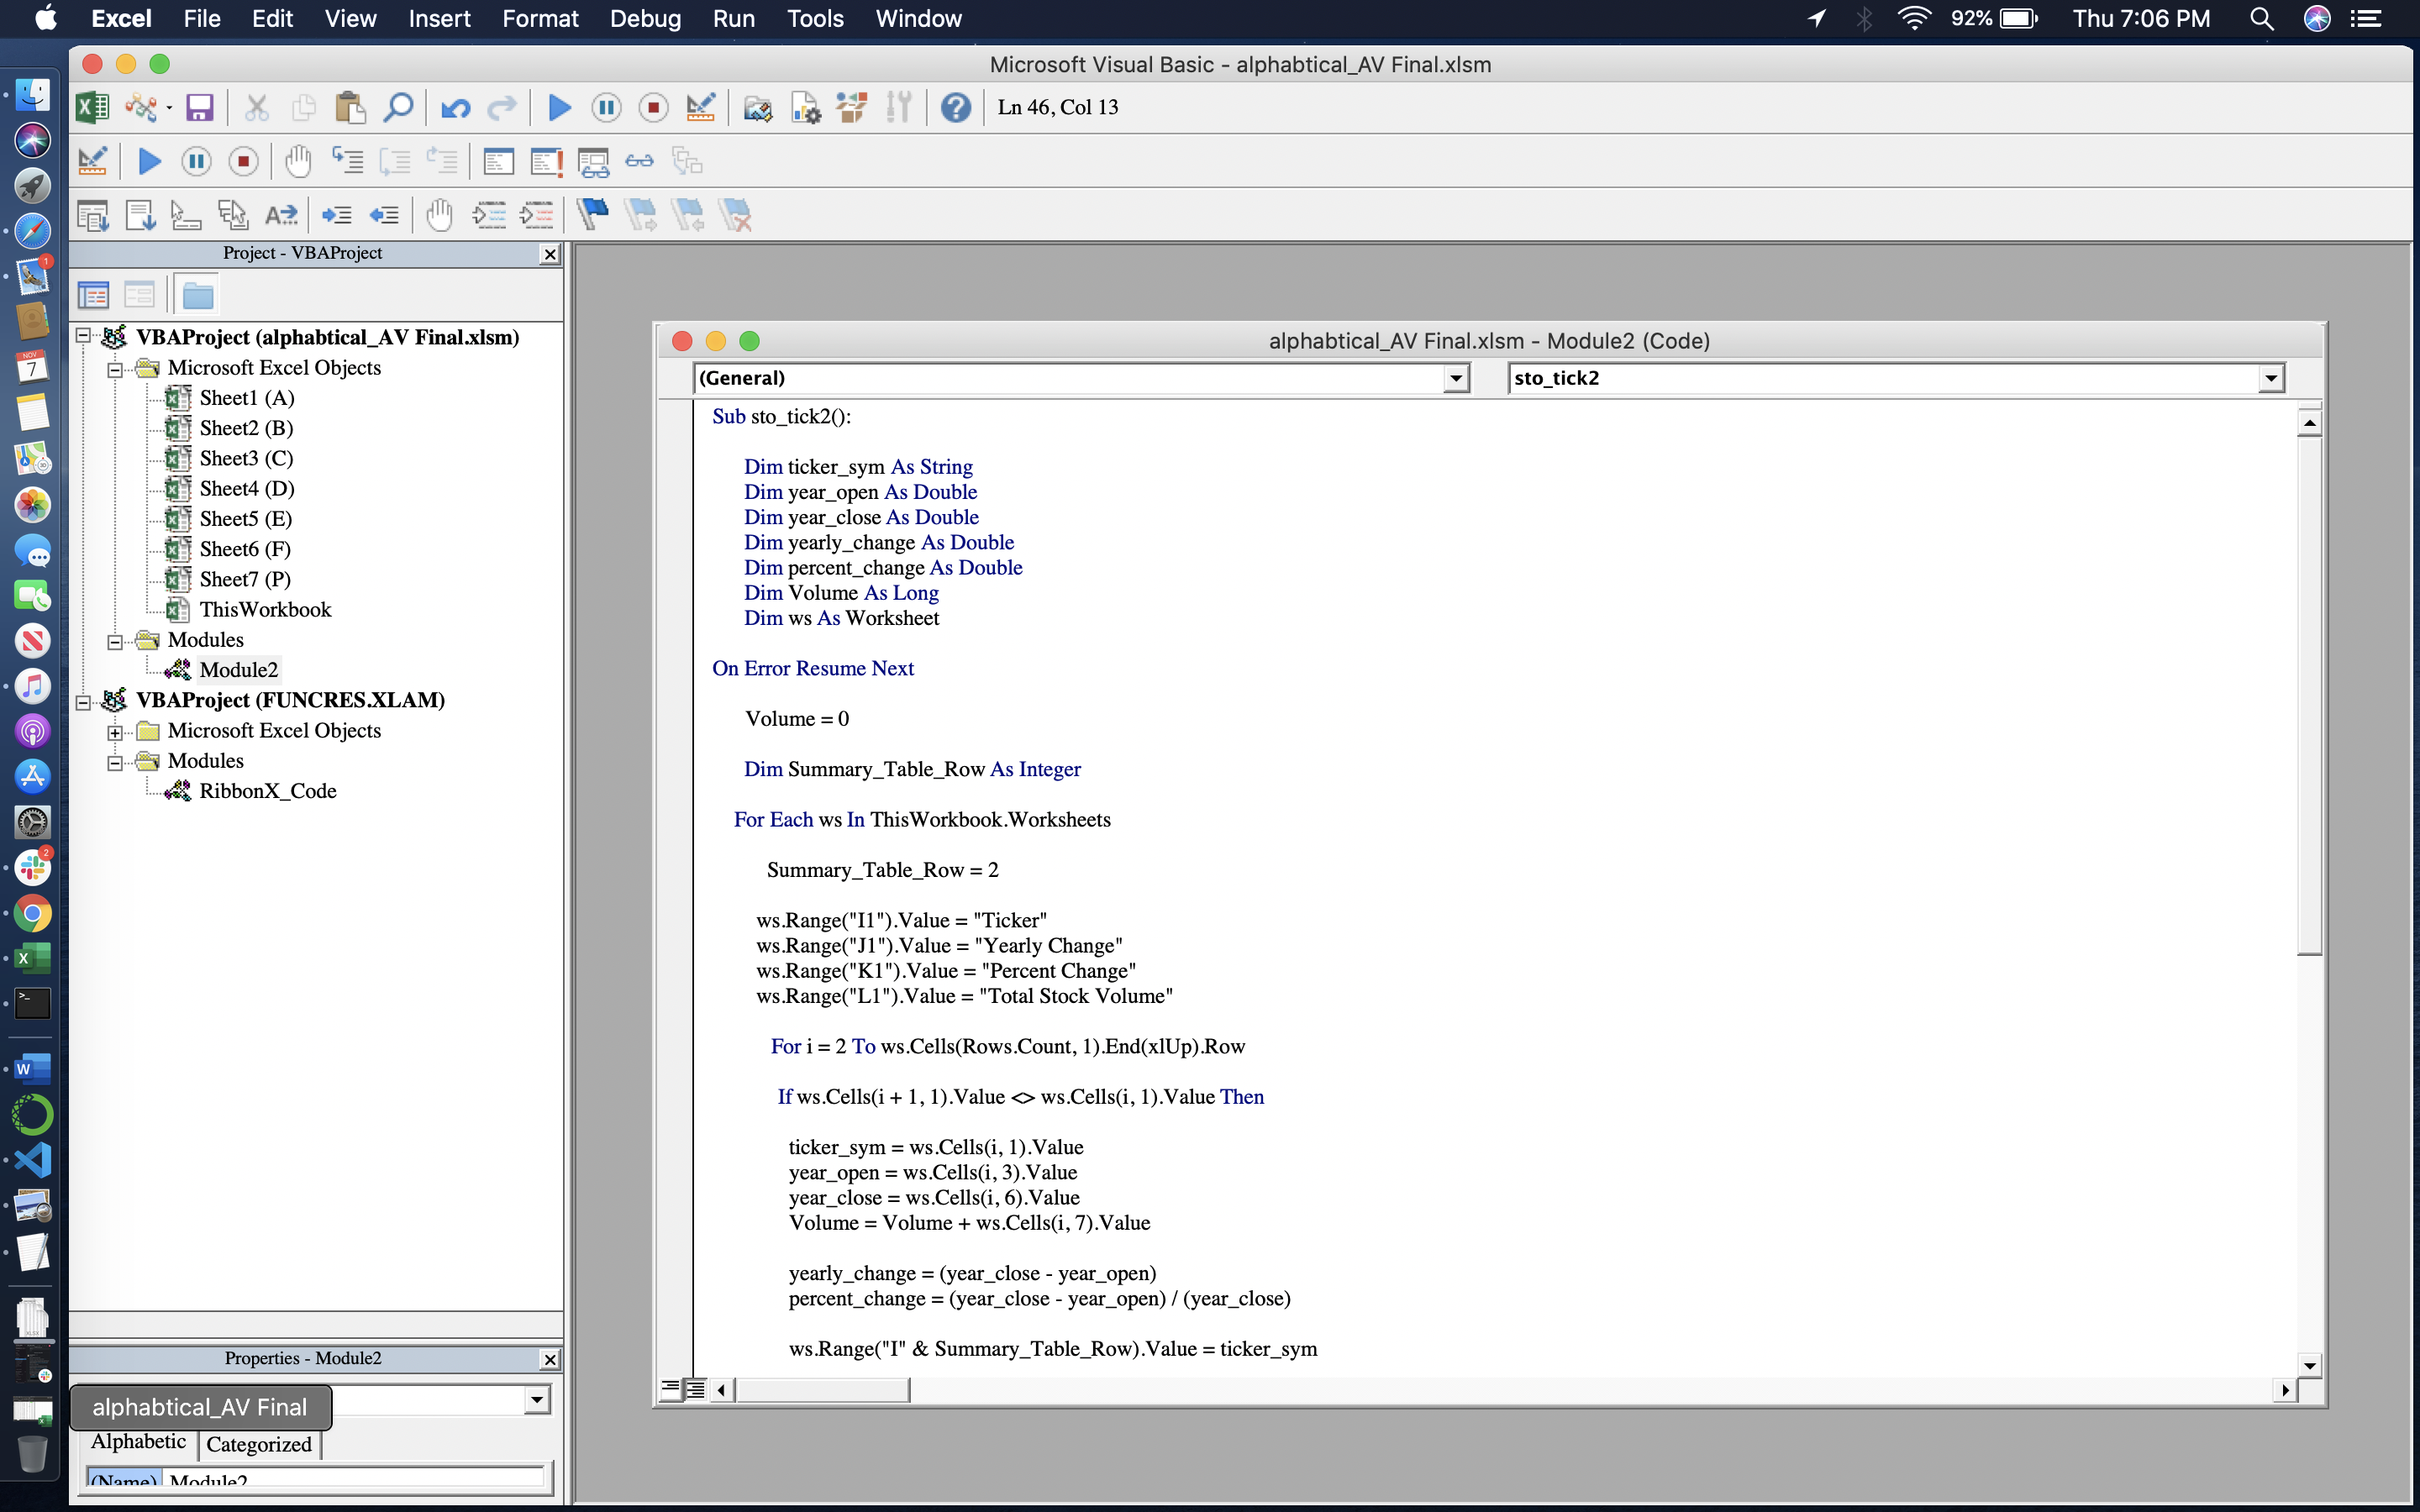 Excel File Edit View Insert Format Debug Run Tools Window 92% Thu 7:06 PM
Microsoft Visual Basic - alphabtical_AV Final.xlsm
Ln 46, Col 13
Project - VBAProject
VBAProject (alphabtical_AV Final.xlsm)
Microsoft Excel Objects
Sheet1 (A)
Sheet2 (B)
Sheet3 (C)
Sheet4 (D)
Sheet5 (E)
Sheet6 (F)
Sheet7 (P)
ThisWorkbook
Modules
Module2
VBAProject (FUNCRES.XLAM)
Microsoft Excel Objects
Modules
RibbonX_Code
Properties - Module2
alphabtical_AV Final
Alphabetic Categorized
(Name) Module2
alphabtical_AV Final.xlsm - Module2 (Code)
(General) sto_tick2
Sub sto_tick2():
Dim ticker_sym As String
Dim year_open As Double
Dim year_close As Double
Dim yearly_change As Double
Dim percent_change As Double
Dim Volume As Long
Dim ws As Worksheet
On Error Resume Next
Volume = 0
Dim Summary_Table_Row As Integer
For Each ws In ThisWorkbook.Worksheets
Summary_Table_Row = 2
ws.Range("I1").Value = "Ticker"
ws.Range("J1").Value = "Yearly Change"
ws.Range("K1").Value = "Percent Change"
ws.Range("L1").Value = "Total Stock Volume"
For i = 2 To ws.Cells(Rows.Count, 1).End(xlUp).Row
If ws.Cells(i + 1, 1).Value <> ws.Cells(i, 1).Value Then
ticker_sym = ws.Cells(i, 1).Value
year_open = ws.Cells(i, 3).Value
year_close = ws.Cells(i, 6).Value
Volume = Volume + ws.Cells(i, 7).Value
yearly_change = (year_close - year_open)
percent_change = (year_close - year_open) / (year_close)
ws.Range("I" & Summary_Table_Row).Value = ticker_sym
NOV
7
1
2